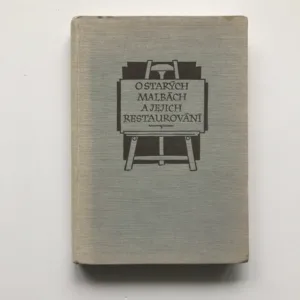 O STARÝCH
MALBÁCH
A JEJICH
RESTAUROVÁNÍ